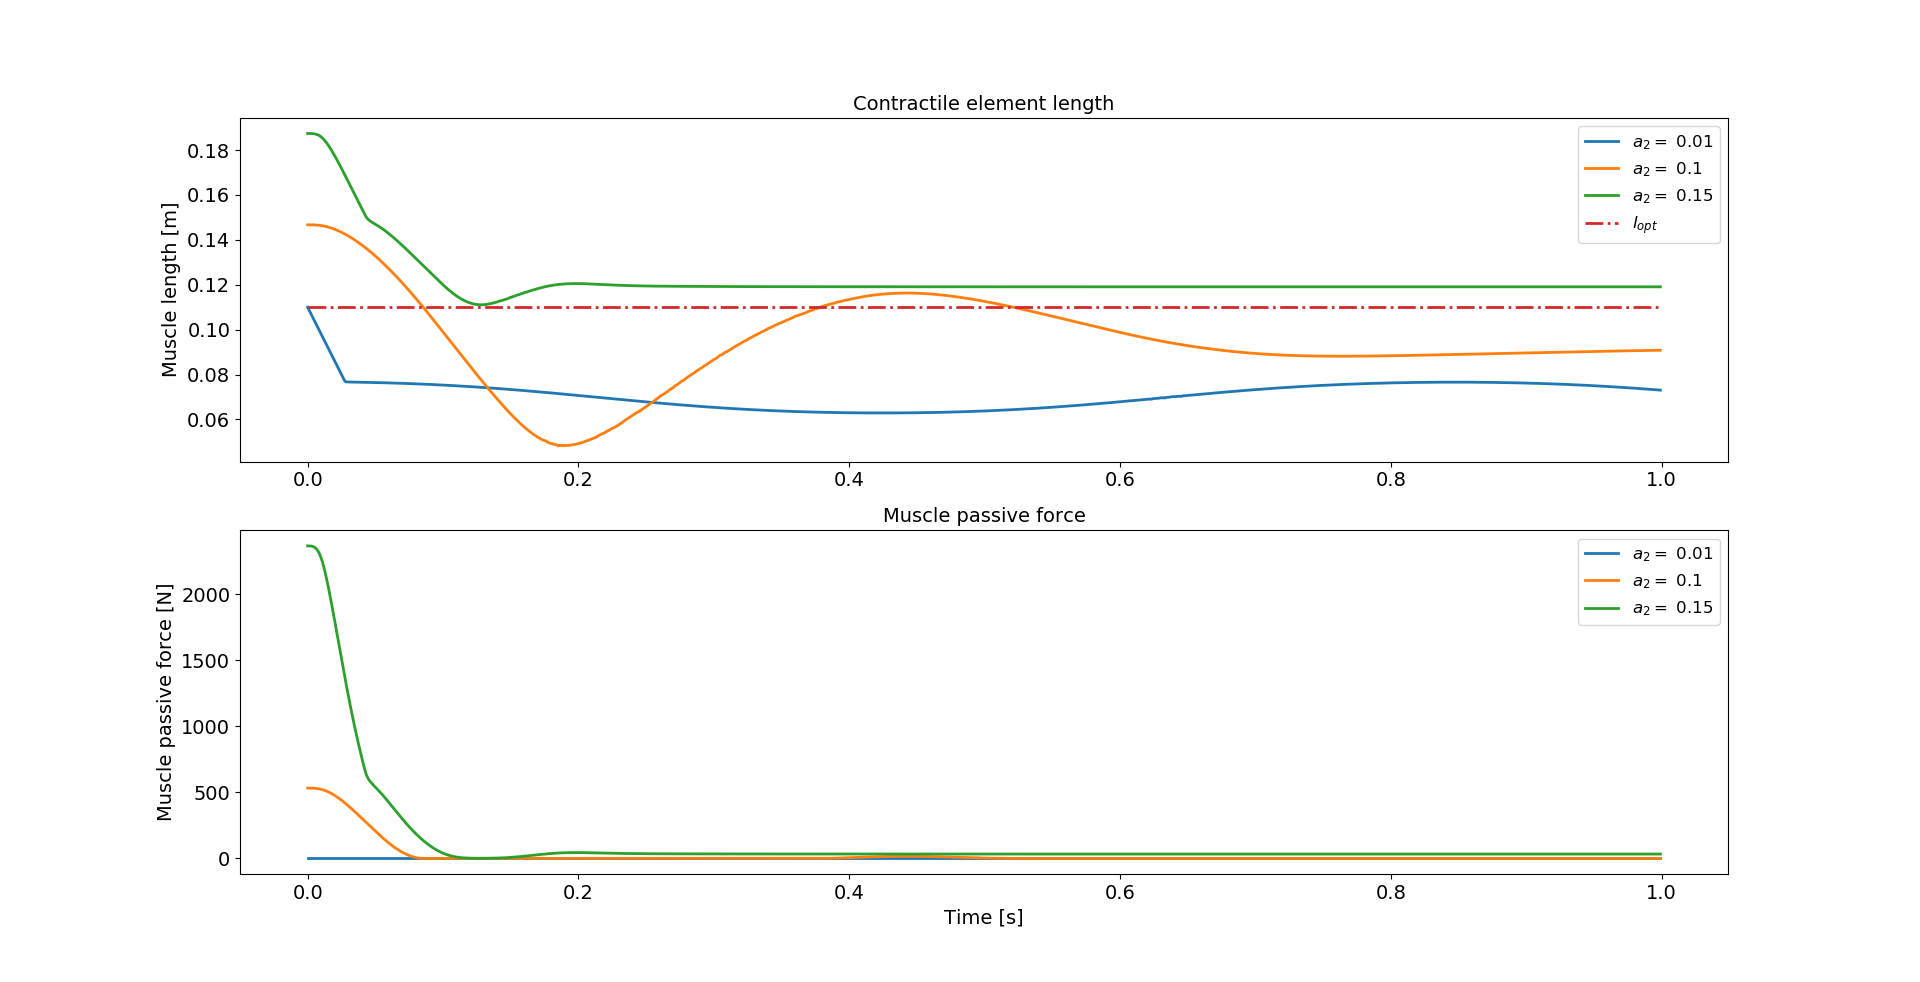 Contractile element length
Muscle length [m]
0.18
0.16
0.14
0.12
0.10
0.08
0.06
a₂ = 0.01
a₂ = 0.1
a₂ = 0.15
l_opt
0.0 0.2 0.4 0.6 0.8 1.0
Muscle passive force
Muscle passive force [N]
2000
1500
1000
500
0
a₂ = 0.01
a₂ = 0.1
a₂ = 0.15
0.0 0.2 0.4 0.6 0.8 1.0
Time [s]